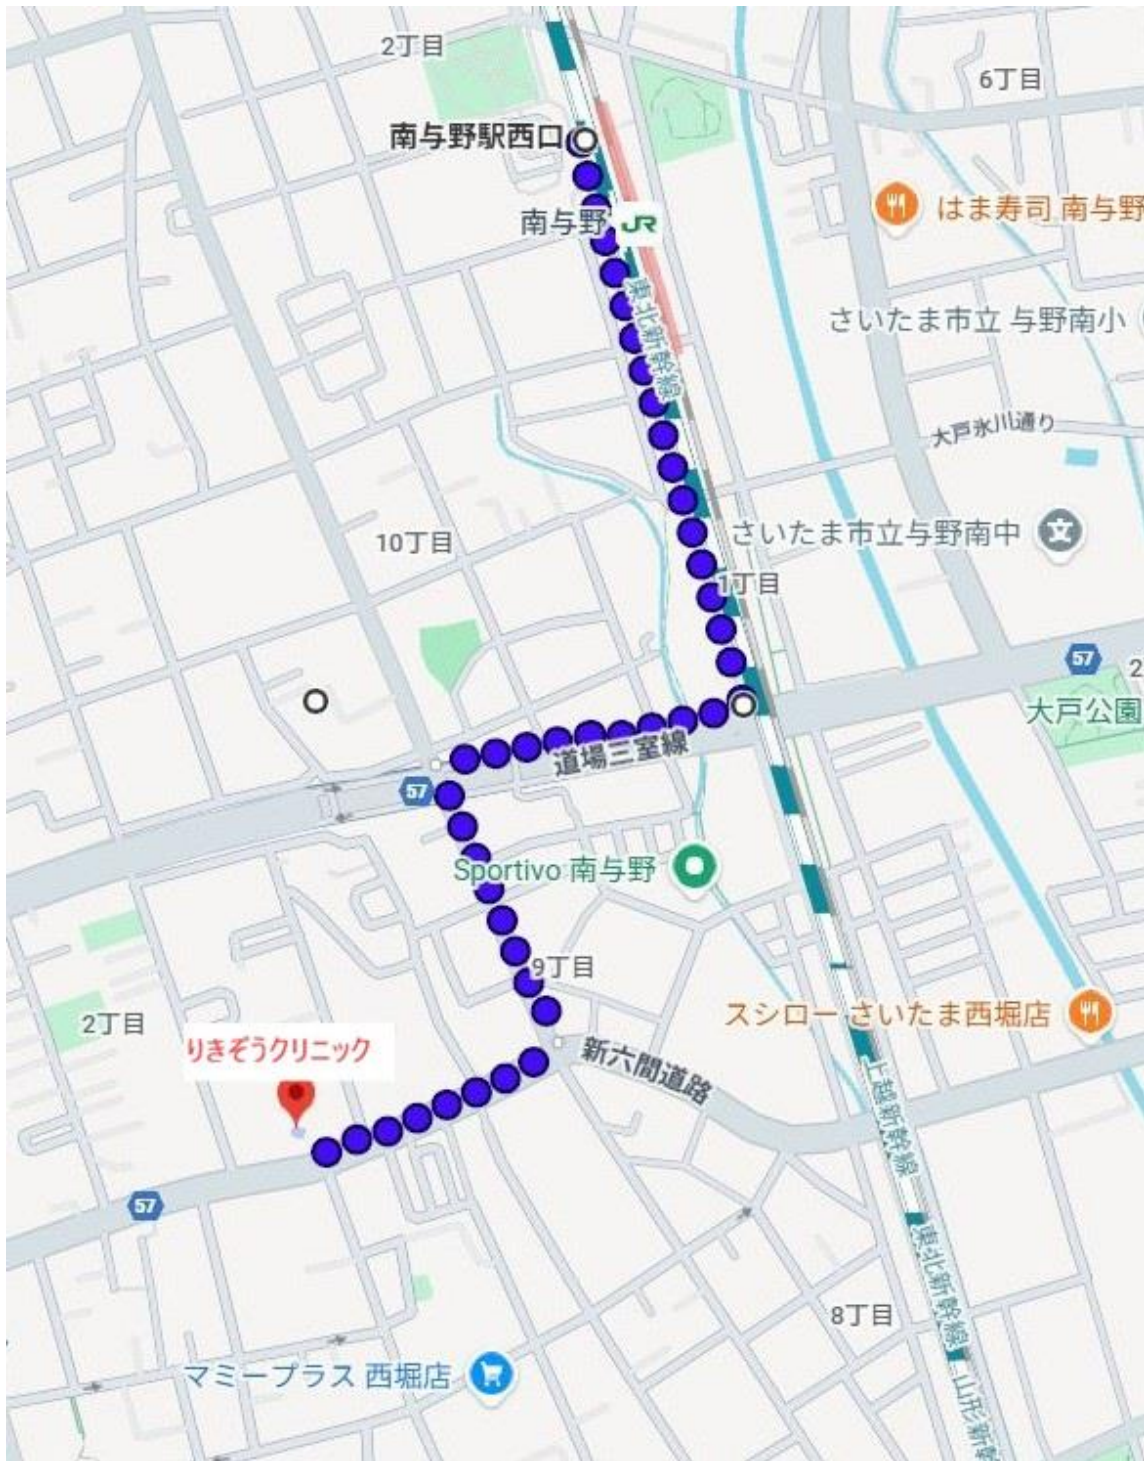 2丁目
6丁目
南与野駅西口
はま寿司 南与野
南与野
JR
東北新幹線
さいたま市立 与野南小
大戸氷川通り
さいたま市立与野南中
文
10丁目
1丁目
57
2
大戸公園
道場三室線
57
Sportivo 南与野
9丁目
スシロー さいたま西堀店
2丁目
りきぞうクリニック
新六間道路
上越新幹線
57
東北新幹線
8丁目
マミープラス 西堀店
山形新幹